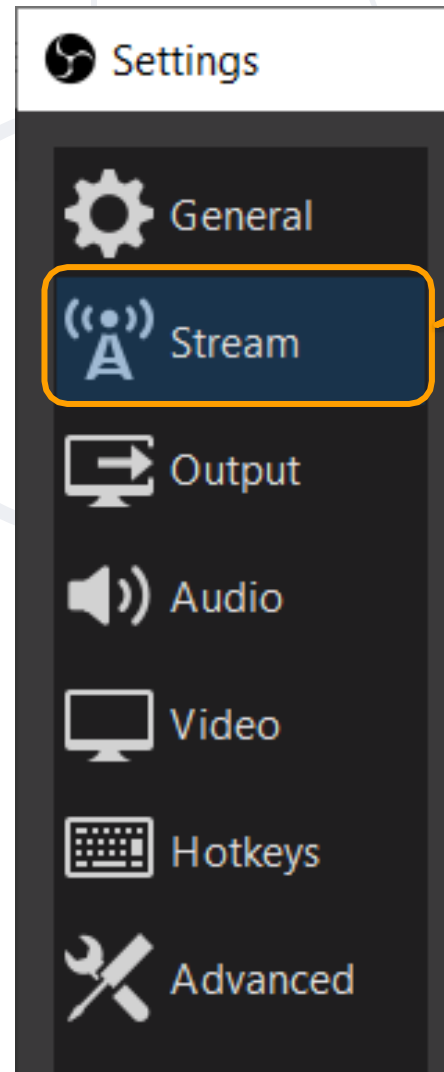 Settings
General
Stream
Output
Audio
Video
Hotkeys
Advanced